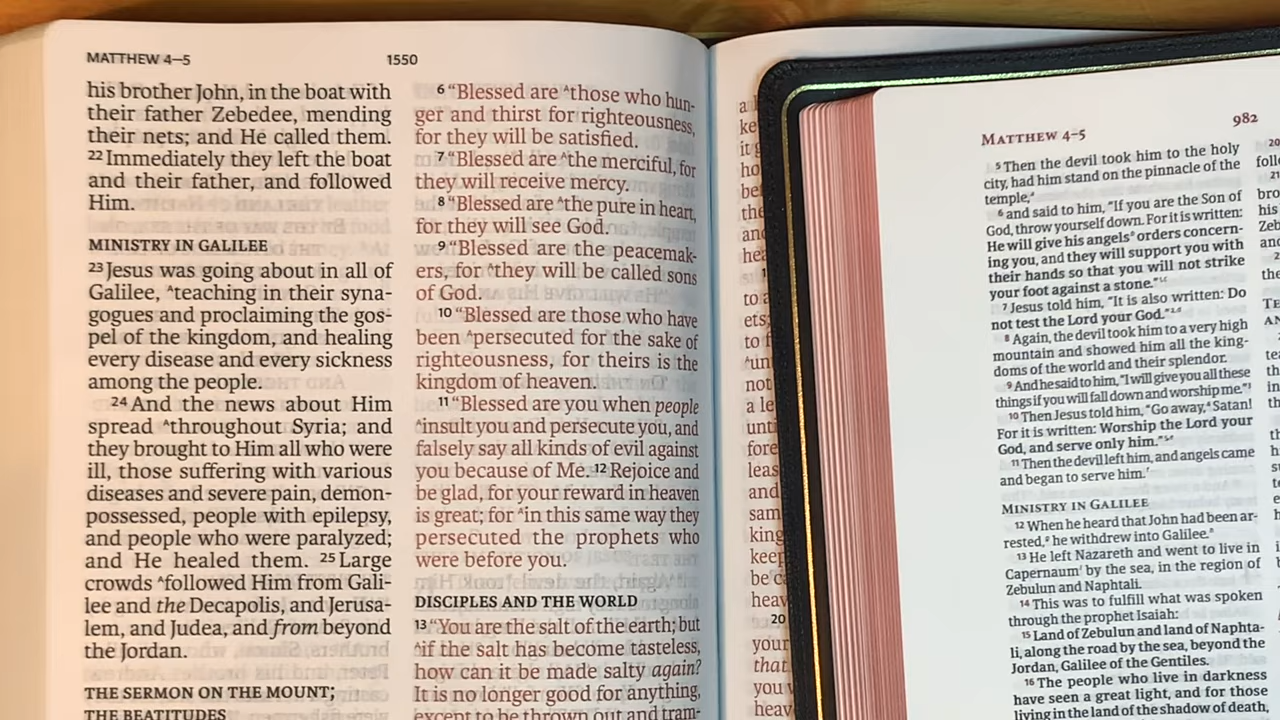 MATTHEW 4–5
1550
his brother John, in the boat with
their father Zebedee, mending
their nets; and He called them.
22 Immediately they left the boat
and their father, and followed
Him.
MINISTRY IN GALILEE
23 Jesus was going about in all of
Galilee, ^teaching in their syna-
gogues and proclaiming the gos-
pel of the kingdom, and healing
every disease and every sickness
among the people.
24 And the news about Him
spread ^throughout Syria; and
they brought to Him all who were
ill, those suffering with various
diseases and severe pain, demon-
possessed, people with epilepsy,
and people who were paralyzed;
and He healed them. 25 Large
crowds ^followed Him from Gali-
lee and the Decapolis, and Jerusa-
lem, and Judea, and from beyond
the Jordan.
THE SERMON ON THE MOUNT;
THE BEATITUDES
6 “Blessed are ^those who hun-
ger and thirst for righteousness,
for they will be satisfied.
7 “Blessed are ^the merciful, for
they will receive mercy.
8 “Blessed are ^the pure in heart,
for they will see God.
9 “Blessed are the peacemak-
ers, for ^they will be called sons
of God.
10 “Blessed are those who have
been ^persecuted for the sake of
righteousness, for theirs is the
kingdom of heaven.
11 “Blessed are you when people
^insult you and persecute you, and
falsely say all kinds of evil against
you because of Me. 12 Rejoice and
be glad, for your reward in heaven
is great; for ^in this same way they
persecuted the prophets who
were before you.
DISCIPLES AND THE WORLD
13 “You are the salt of the earth; but
^if the salt has become tasteless,
how can it be made salty again?
It is no longer good for anything,
except to be thrown out and tram-
20
your
that
MATTHEW 4–5
982
5 Then the devil took him to the holy
city, had him stand on the pinnacle of the
temple,
6 and said to him, “If you are the Son of
God, throw yourself down. For it is written:
He will give his angels orders concern-
ing you, and they will support you with
their hands so that you will not strike
your foot against a stone.”
7 Jesus told him, “It is also written: Do
not test the Lord your God.”
8 Again, the devil took him to a very high
mountain and showed him all the king-
doms of the world and their splendor.
9 And he said to him, “I will give you all these
things if you will fall down and worship me.”
10 Then Jesus told him, “Go away, Satan!
For it is written: Worship the Lord your
God, and serve only him.”
11 Then the devil left him, and angels came
and began to serve him.
MINISTRY IN GALILEE
12 When he heard that John had been ar-
rested, he withdrew into Galilee.
13 He left Nazareth and went to live in
Capernaum by the sea, in the region of
Zebulun and Naphtali.
14 This was to fulfill what was spoken
through the prophet Isaiah:
15 Land of Zebulun and land of Naphta-
li, along the road by the sea, beyond the
Jordan, Galilee of the Gentiles.
16 The people who live in darkness
have seen a great light, and for those
living in the land of the shadow of death,